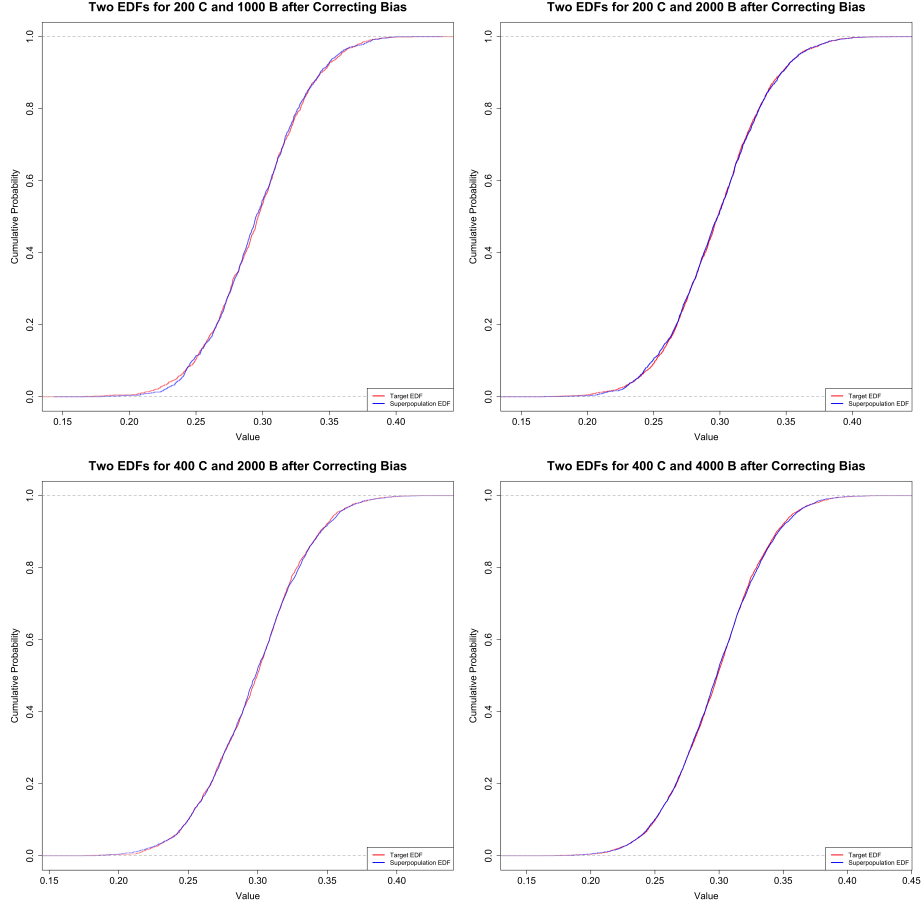 Two EDFs for 200 C and 1000 B after Correcting Bias
Cumulative Probability
1.0
0.8
0.6
0.4
0.2
0.0
0.15 0.20 0.25 0.30 0.35 0.40
Value
Target EDF
Superpopulation EDF
Two EDFs for 200 C and 2000 B after Correcting Bias
Cumulative Probability
1.0
0.8
0.6
0.4
0.2
0.0
0.15 0.20 0.25 0.30 0.35 0.40
Value
Target EDF
Superpopulation EDF
Two EDFs for 400 C and 2000 B after Correcting Bias
Cumulative Probability
1.0
0.8
0.6
0.4
0.2
0.0
0.15 0.20 0.25 0.30 0.35 0.40
Value
Target EDF
Superpopulation EDF
Two EDFs for 400 C and 4000 B after Correcting Bias
Cumulative Probability
1.0
0.8
0.6
0.4
0.2
0.0
0.15 0.20 0.25 0.30 0.35 0.40 0.45
Value
Target EDF
Superpopulation EDF